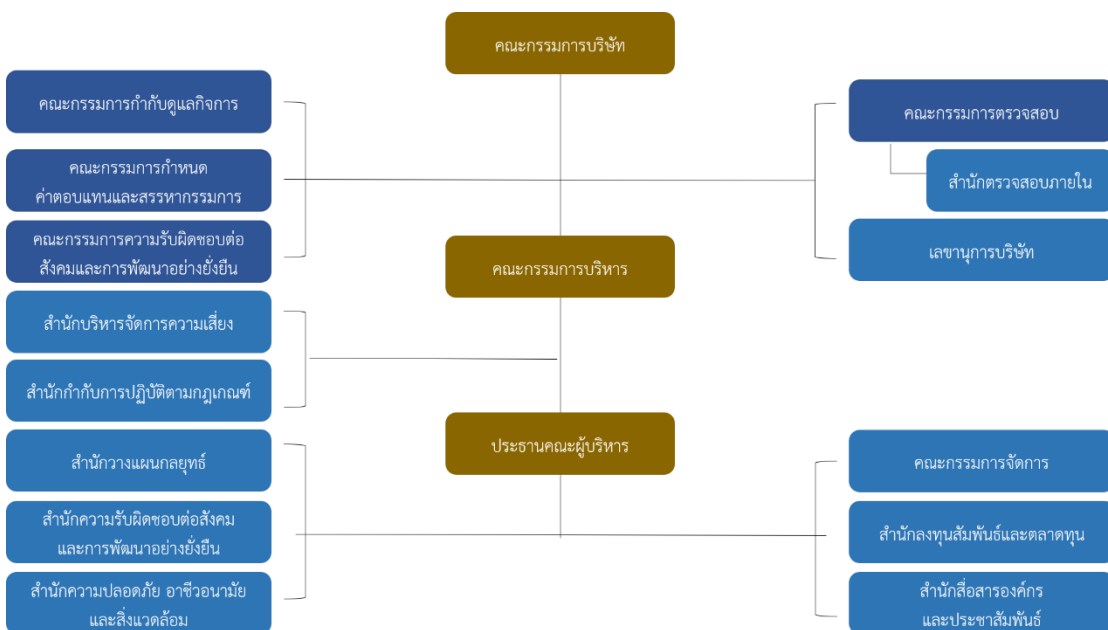 คณะกรรมการบริษัท
คณะกรรมการกำกับดูแลกิจการ
คณะกรรมการตรวจสอบ
คณะกรรมการกำหนด
ค่าตอบแทนและสรรหากรรมการ
สำนักตรวจสอบภายใน
คณะกรรมการความรับผิดชอบต่อ
สังคมและการพัฒนาอย่างยั่งยืน
เลขานุการบริษัท
คณะกรรมการบริหาร
สำนักบริหารจัดการความเสี่ยง
สำนักกำกับการปฏิบัติตามกฎเกณฑ์
ประธานคณะผู้บริหาร
สำนักวางแผนกลยุทธ์
คณะกรรมการจัดการ
สำนักความรับผิดชอบต่อสังคม
และการพัฒนาอย่างยั่งยืน
สำนักลงทุนสัมพันธ์และตลาดทุน
สำนักความปลอดภัย อาชีวอนามัย
และสิ่งแวดล้อม
สำนักสื่อสารองค์กร
และประชาสัมพันธ์